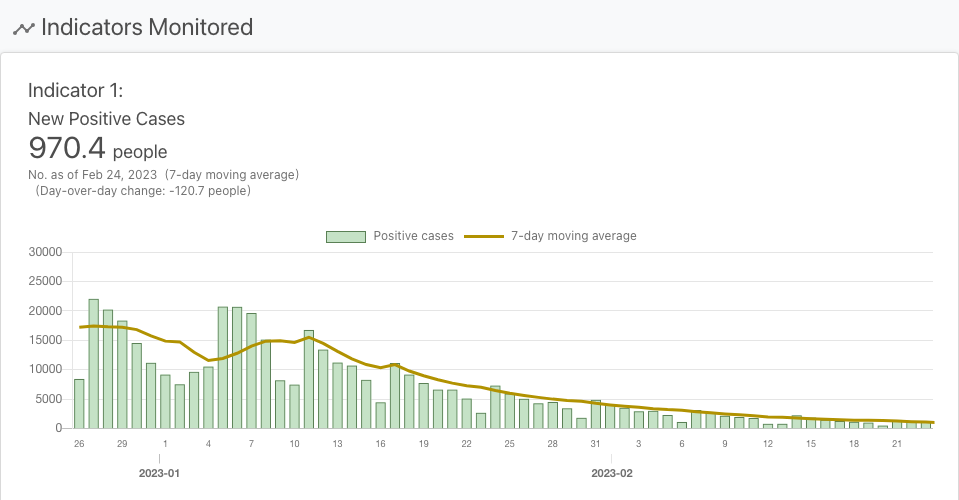 Indicators Monitored
Indicator 1:
New Positive Cases
970.4 people
No. as of Feb 24, 2023 (7-day moving average)
(Day-over-day change: -120.7 people)
Positive cases 7-day moving average
30000
25000
20000
15000
10000
5000
0
26 29 1 4 7 10 13 16 19 22 25 28 31 3 6 9 12 15 18 21
2023-01 2023-02